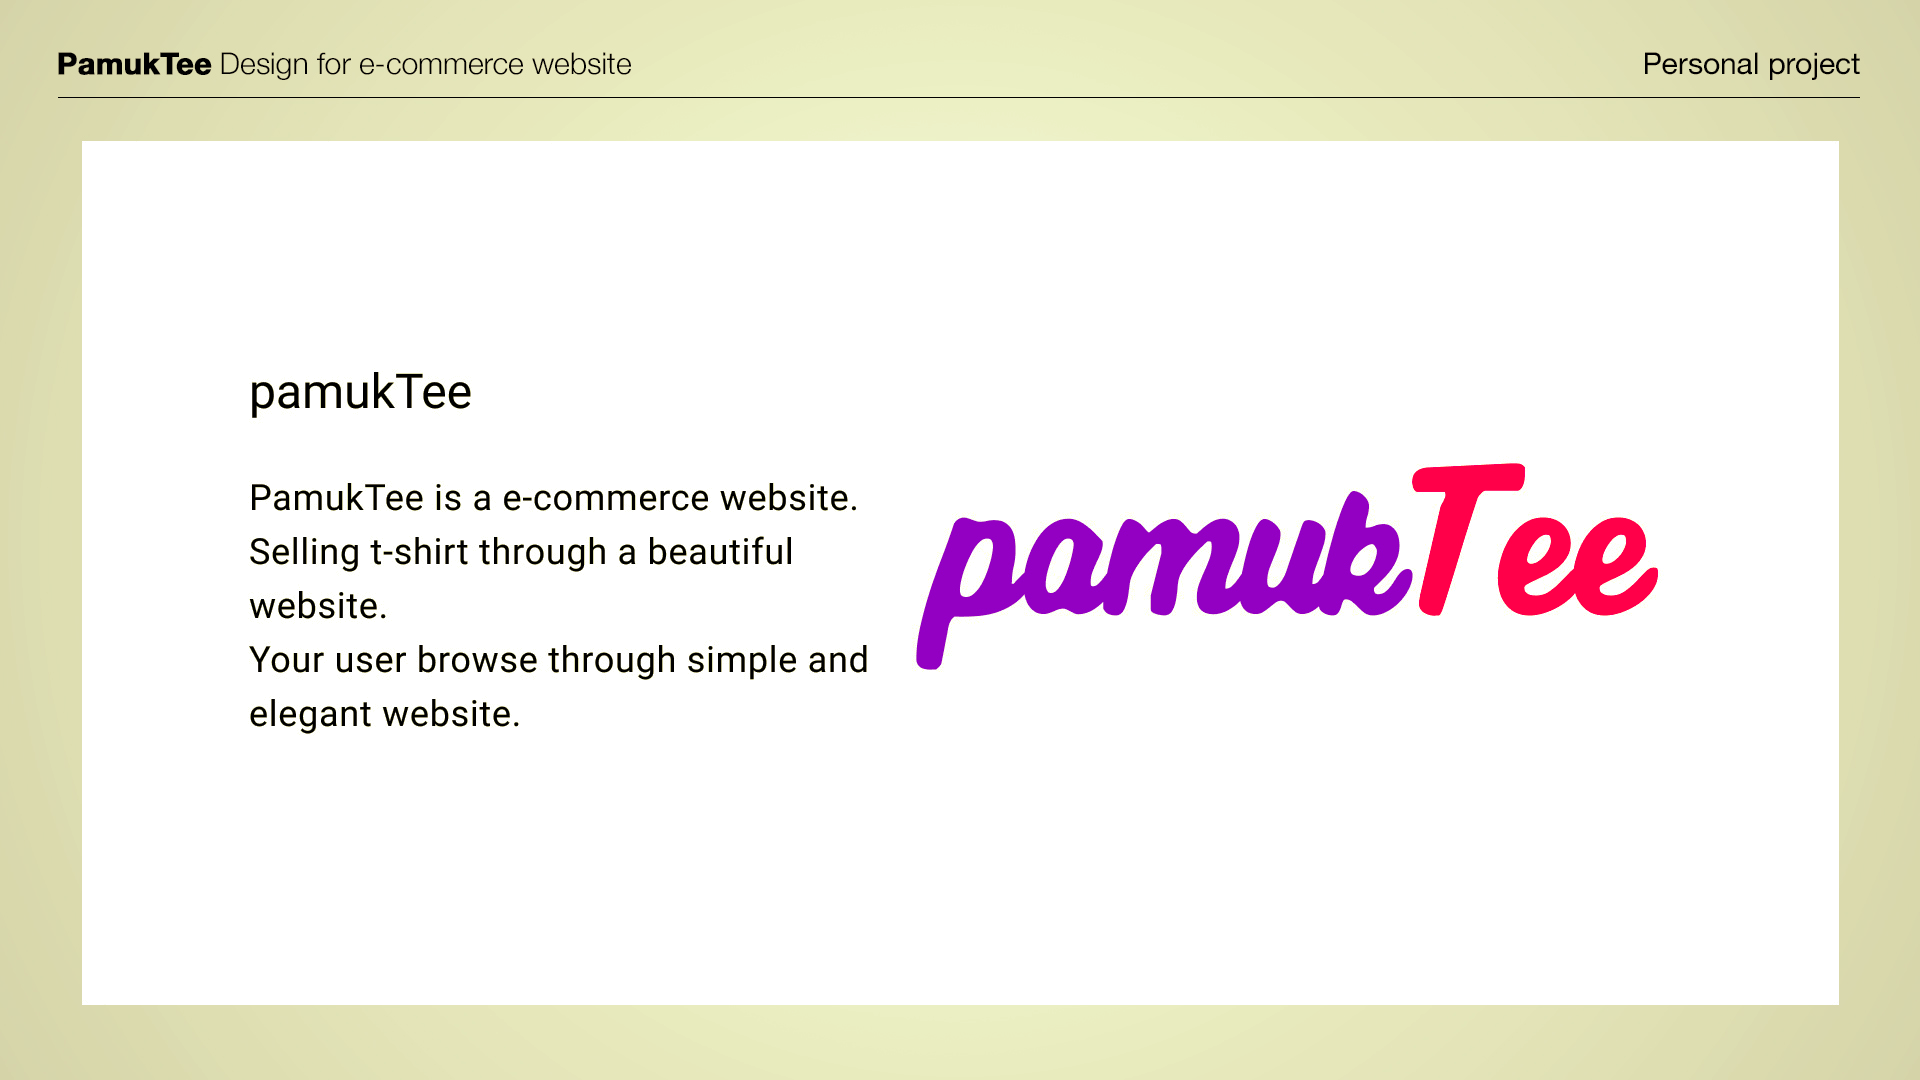 PamukTee Design for e-commerce website
Personal project
pamukTee
PamukTee is a e-commerce website.
Selling t-shirt through a beautiful
website.
Your user browse through simple and
elegant website.
pamukTee